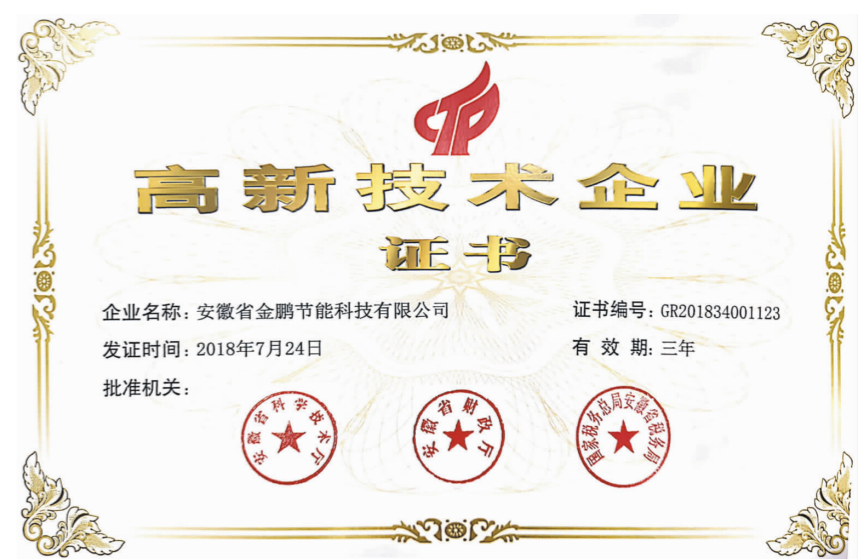 高新技术企业
证书
企业名称：安徽省金鹏节能科技有限公司
证书编号：GR201834001123
发证时间：2018年7月24日
有效期：三年
批准机关：
安徽省科学技术厅
安徽省财政厅
国家税务总局安徽省税务局